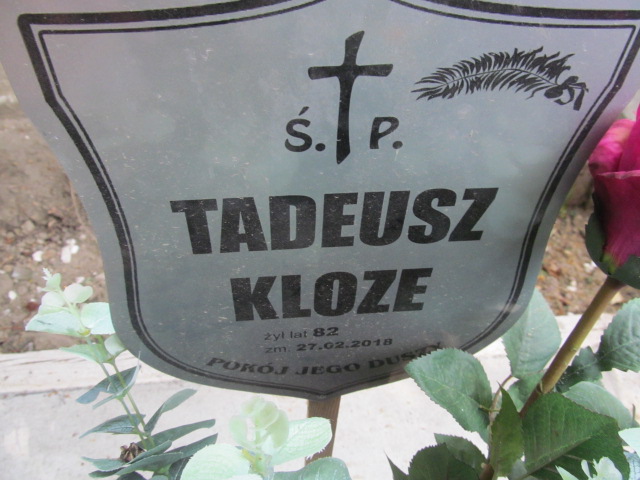 Ś. P.
TADEUSZ
KLOZE
żył lat 82
zm. 27.02.2018
POKÓJ JEGO DUSZY